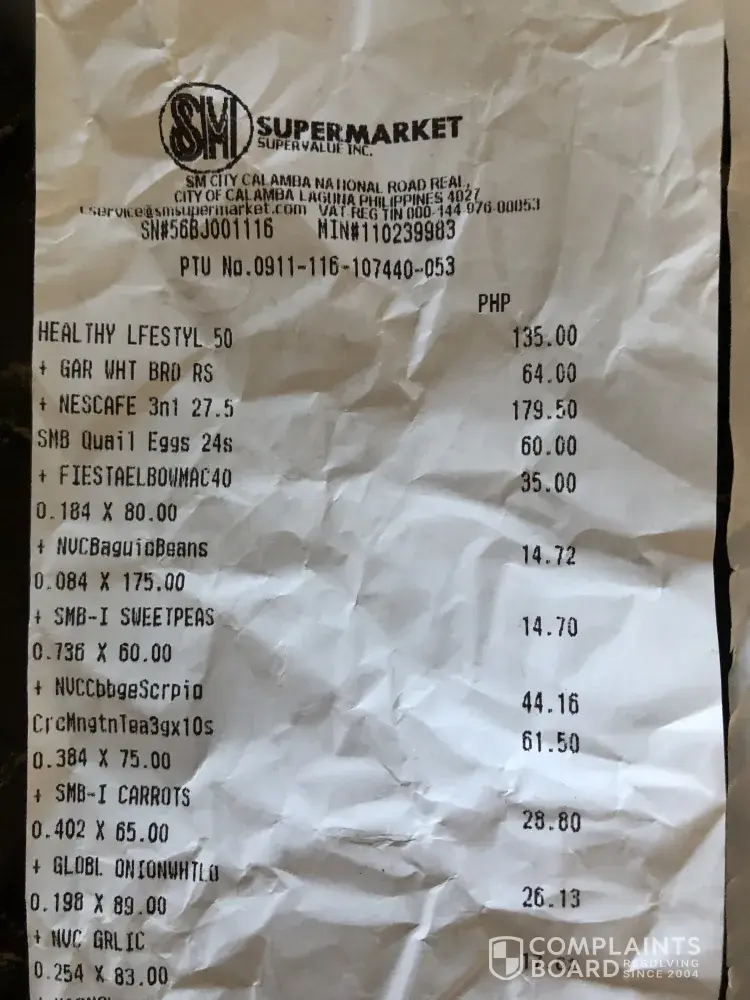 SM SUPERMARKET
SUPERVALUE INC.
SM CITY CALAMBA NATIONAL ROAD REAL,
CITY OF CALAMBA LAGUNA PHILIPPINES 4027
service@smsupermarket.com VAT REG TIN 000-144-976-00053
SN#56BJ001116 MIN#110239983
PTU No.0911-116-107440-053
PHP
HEALTHY LFESTYL 50 135.00
+ GAR WHT BRD RS 64.00
+ NESCAFE 3n1 27.5 179.50
SMB Quail Eggs 24s 60.00
+ FIESTAELBOWMAC40 35.00
0.184 X 80.00
+ NVCBaguioBeans 14.72
0.084 X 175.00
+ SMB-I SWEETPEAS 14.70
0.736 X 60.00
+ NVCCbbgeScrpio 44.16
CrcMngtnTea3gx10s 61.50
0.384 X 75.00
+ SMB-I CARROTS 28.80
0.402 X 65.00
+ GLOBL ONIONWHTLO 26.13
0.198 X 89.00
+ NVC GRLIC
0.254 X 83.00
COMPLAINTS
BOARD RESOLVING
SINCE 2004